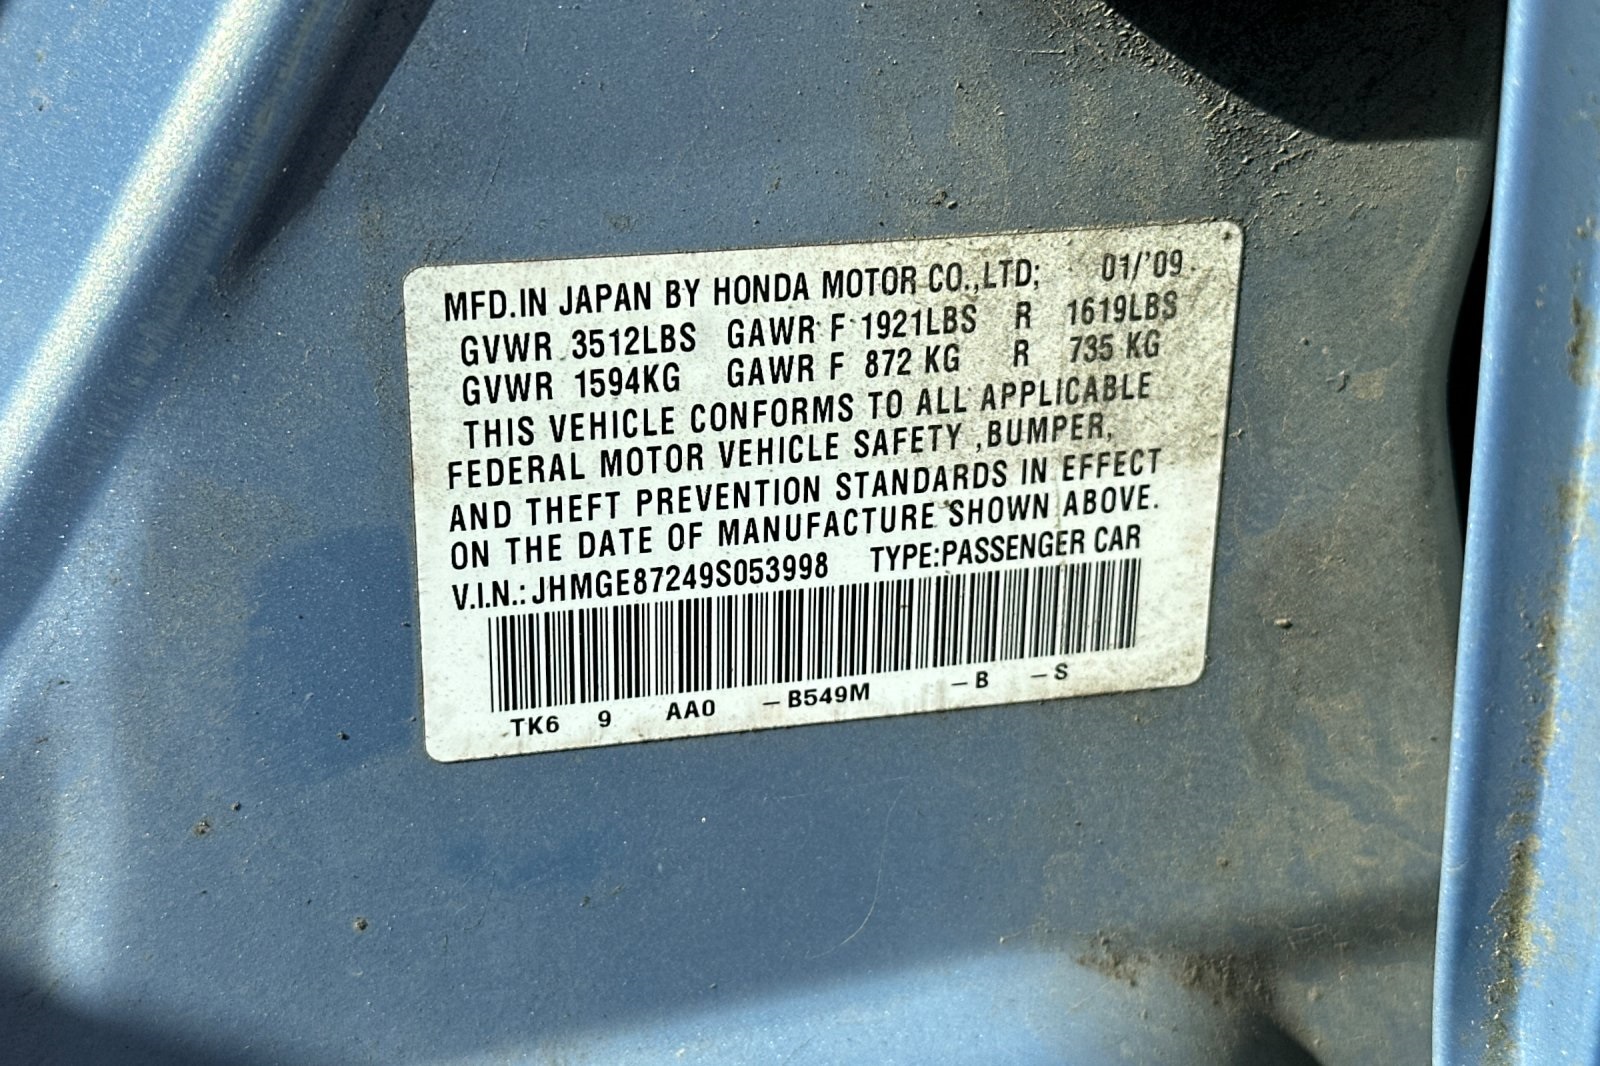 MFD.IN JAPAN BY HONDA MOTOR CO.,LTD; 01/'09
GVWR 3512LBS GAWR F 1921LBS R 1619LBS
GVWR 1594KG GAWR F 872 KG R 735 KG
THIS VEHICLE CONFORMS TO ALL APPLICABLE
FEDERAL MOTOR VEHICLE SAFETY ,BUMPER,
AND THEFT PREVENTION STANDARDS IN EFFECT
ON THE DATE OF MANUFACTURE SHOWN ABOVE.
V.I.N.: JHMGE87249S053998 TYPE:PASSENGER CAR
TK6 9 AA0 –B549M –B –S